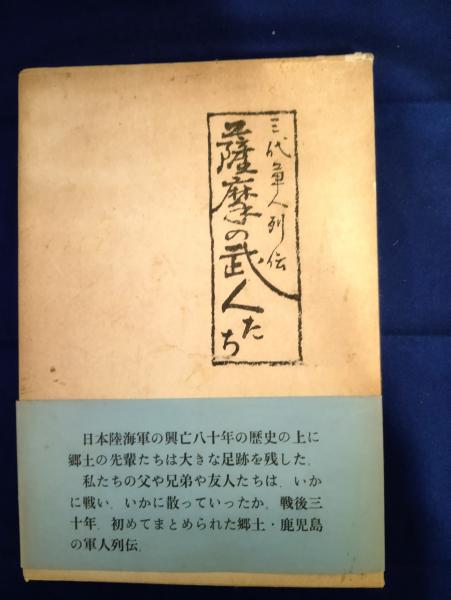 三代軍人列伝
薩摩の武人たち
日本陸海軍の興亡八十年の歴史の上に
郷土の先輩たちは大きな足跡を残した。
私たちの父や兄弟や友人たちは、いか
に戦い、いかに散っていったか。戦後三
十年、初めてまとめられた郷土・鹿児島
の軍人列伝。